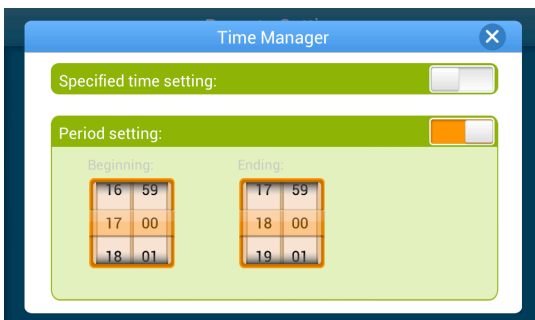 Time Manager
Specified time setting:
Period setting:
Beginning: Ending:
16 59 17 59
17 00 18 00
18 01 19 01